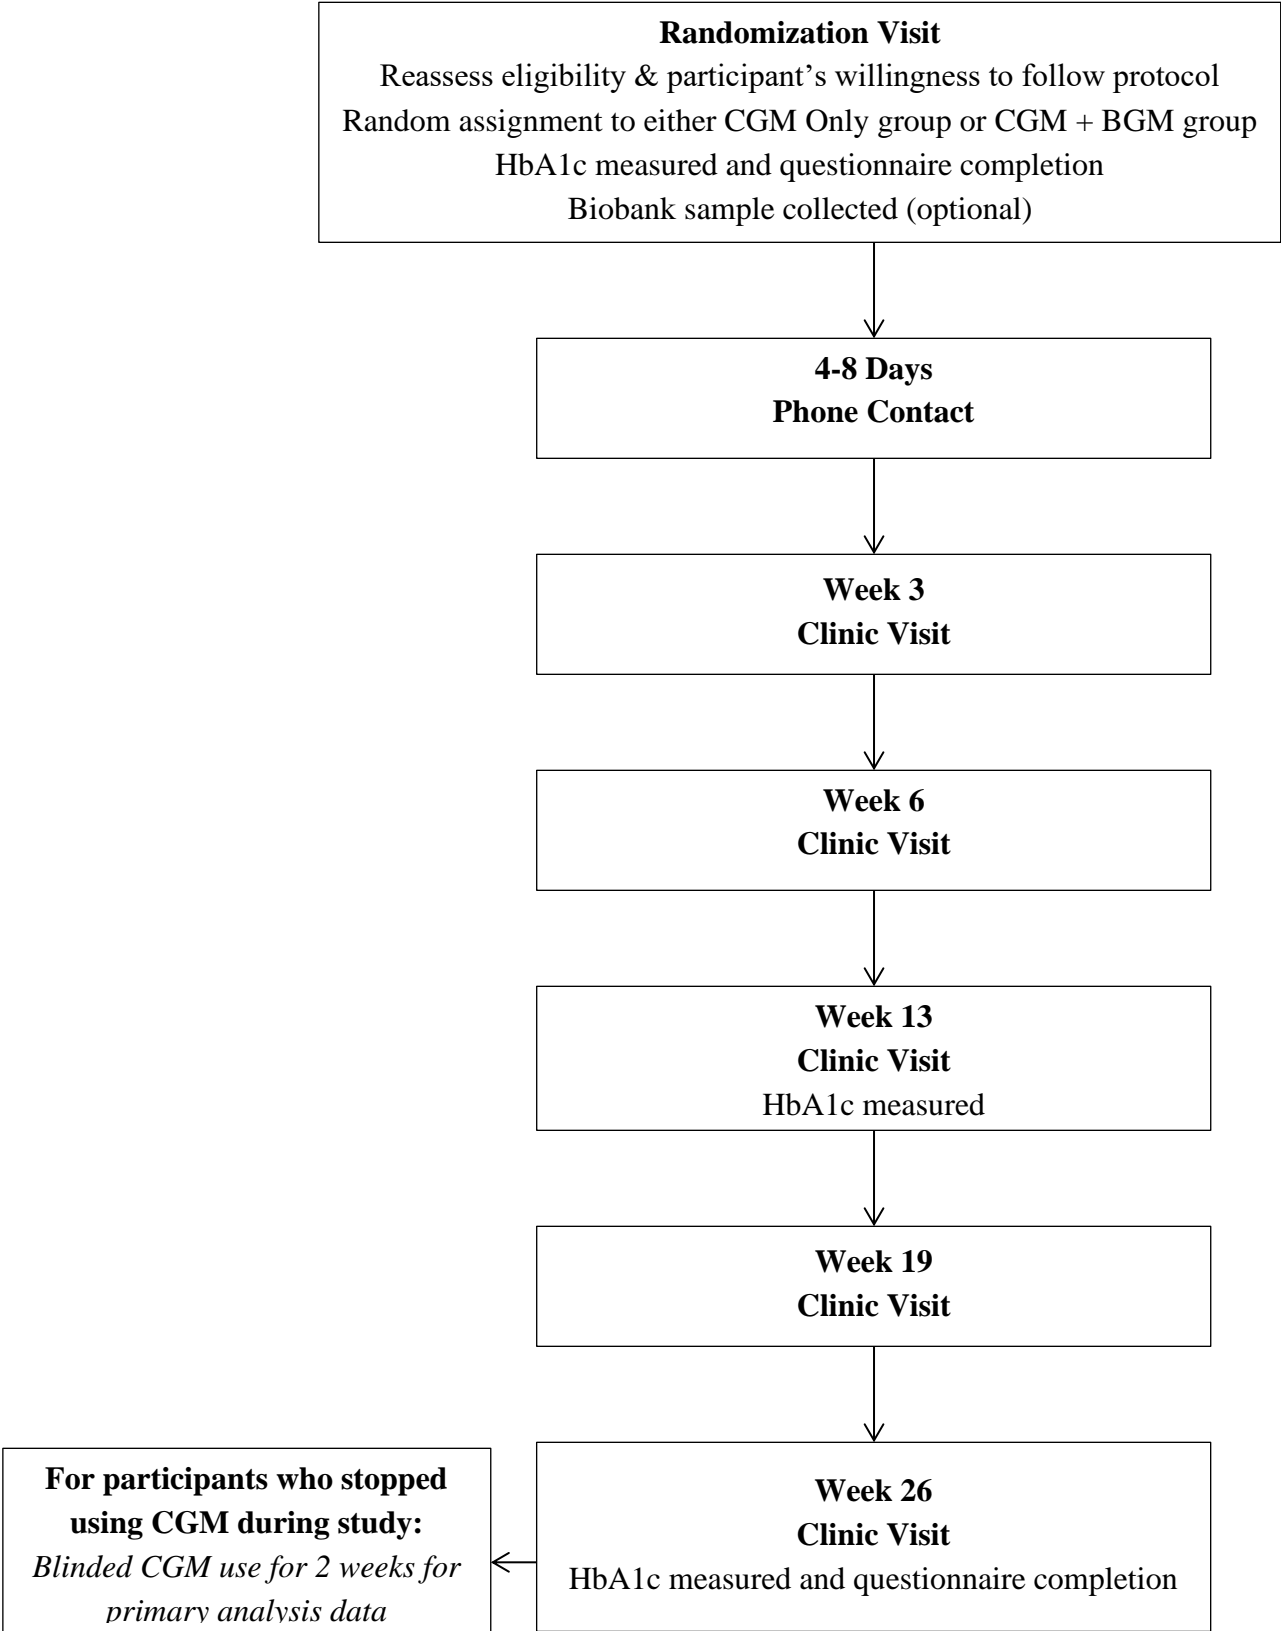 Randomization Visit
Reassess eligibility & participant’s willingness to follow protocol
Random assignment to either CGM Only group or CGM + BGM group
HbA1c measured and questionnaire completion
Biobank sample collected (optional)
4-8 Days
Phone Contact
Week 3
Clinic Visit
Week 6
Clinic Visit
Week 13
Clinic Visit
HbA1c measured
Week 19
Clinic Visit
Week 26
Clinic Visit
HbA1c measured and questionnaire completion
For participants who stopped
using CGM during study:
Blinded CGM use for 2 weeks for
primary analysis data